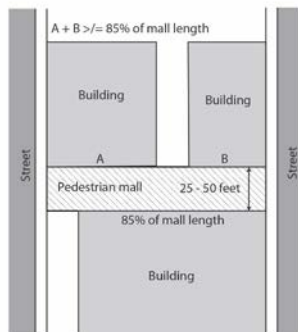 A + B >/= 85% of mall length
Building
Building
Street
Street
A
B
Pedestrian mall
25 - 50 feet
85% of mall length
Building